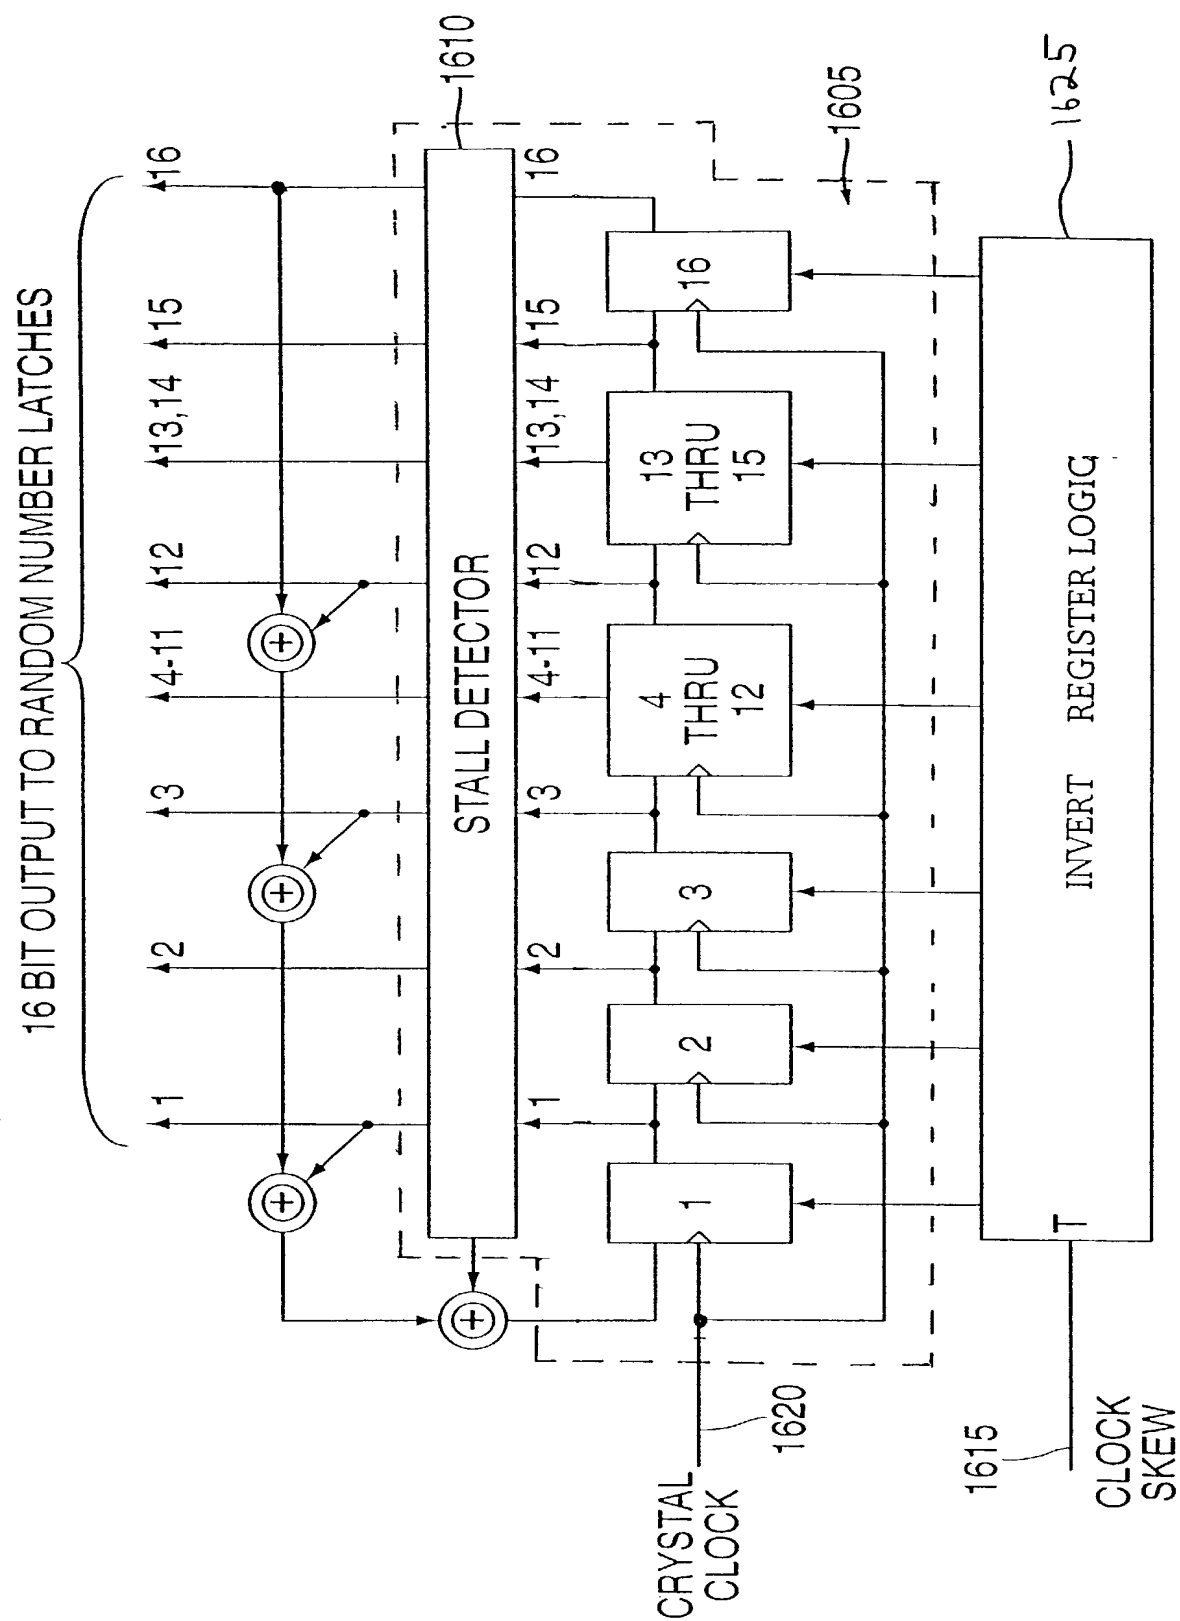 16 BIT OUTPUT TO RANDOM NUMBER LATCHES
1 2 3 4-11 12 13,14 15 16
+ + +
1610
STALL DETECTOR
+
1 2 3 4-11 12 13,14 15 16
1605
1
2
3
4
THRU
12
13
THRU
15
16
CRYSTAL
CLOCK
1620
1625
T
INVERT REGISTER LOGIC
1615
CLOCK
SKEW